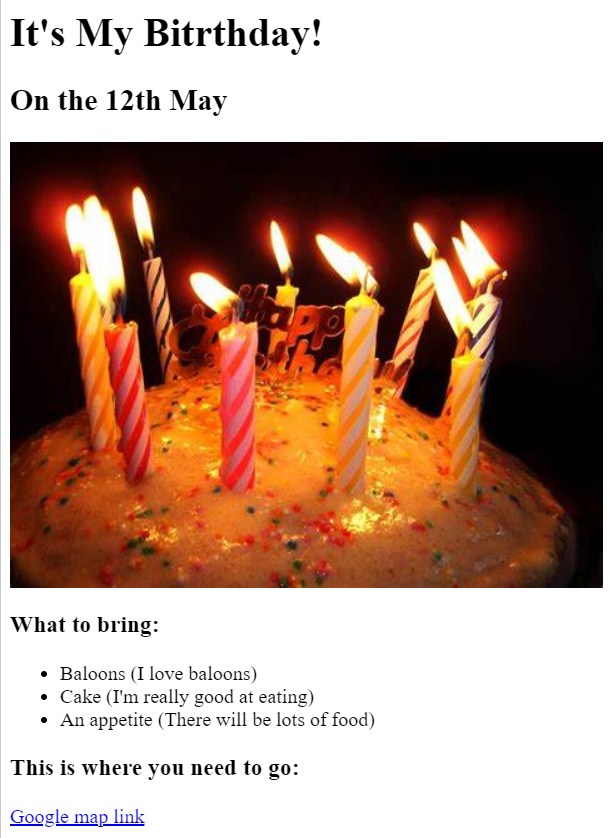 It's My Bitrthday!
On the 12th May
Happy
What to bring:
Baloons (I love baloons)
Cake (I'm really good at eating)
An appetite (There will be lots of food)
This is where you need to go:
Google map link